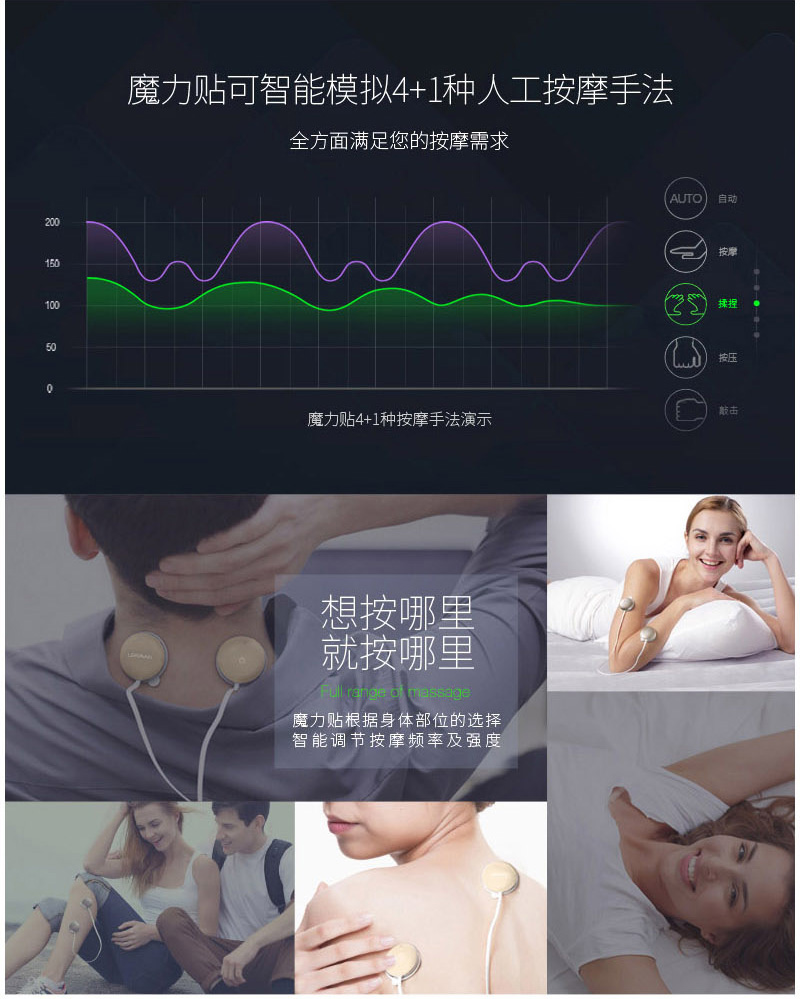 魔力贴可智能模拟4+1种人工按摩手法
全方面满足您的按摩需求
200
150
100
50
0
AUTO 自动
按摩
揉捏
按压
敲击
魔力贴4+1种按摩手法演示
想按哪里
就按哪里
Full range of massage
魔力贴根据身体部位的选择
智能调节按摩频率及强度